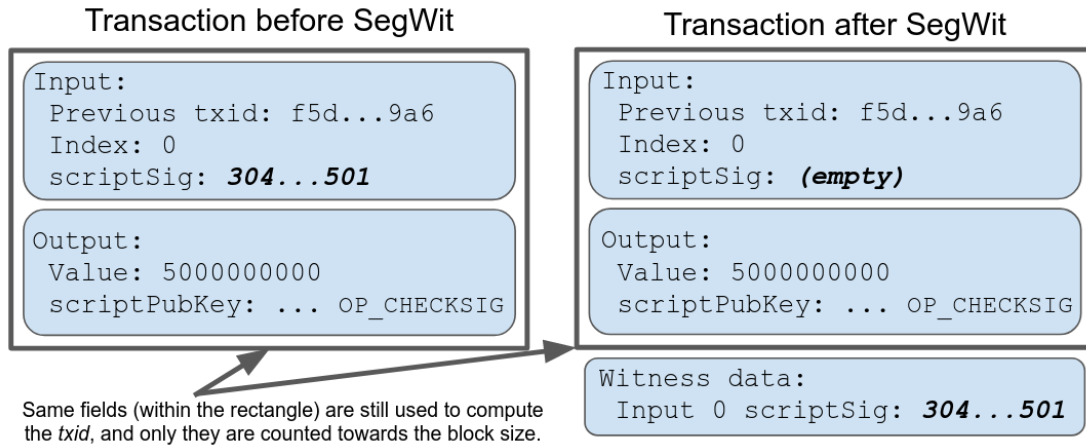 Transaction before SegWit
Input:
Previous txid: f5d...9a6
Index: 0
scriptSig: 304...501
Output:
Value: 5000000000
scriptPubKey: ... OP_CHECKSIG
Same fields (within the rectangle) are still used to compute
the txid, and only they are counted towards the block size.
Transaction after SegWit
Input:
Previous txid: f5d...9a6
Index: 0
scriptSig: (empty)
Output:
Value: 5000000000
scriptPubKey: ... OP_CHECKSIG
Witness data:
Input 0 scriptSig: 304...501